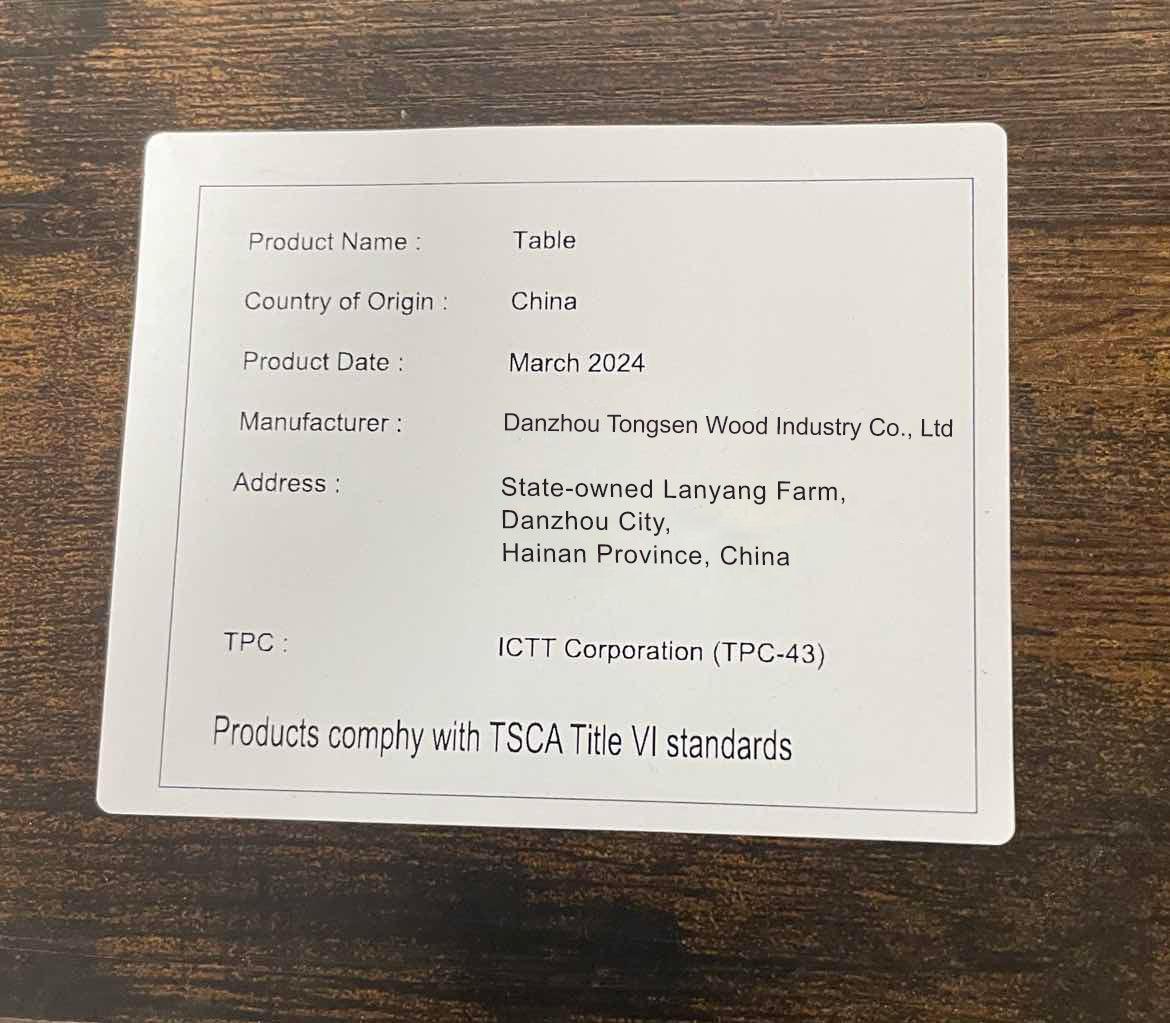 Product Name : Table
Country of Origin : China
Product Date : March 2024
Manufacturer : Danzhou Tongsen Wood Industry Co., Ltd
Address : State-owned Lanyang Farm,
Danzhou City,
Hainan Province, China
TPC : ICTT Corporation (TPC-43)
Products comphy with TSCA Title VI standards